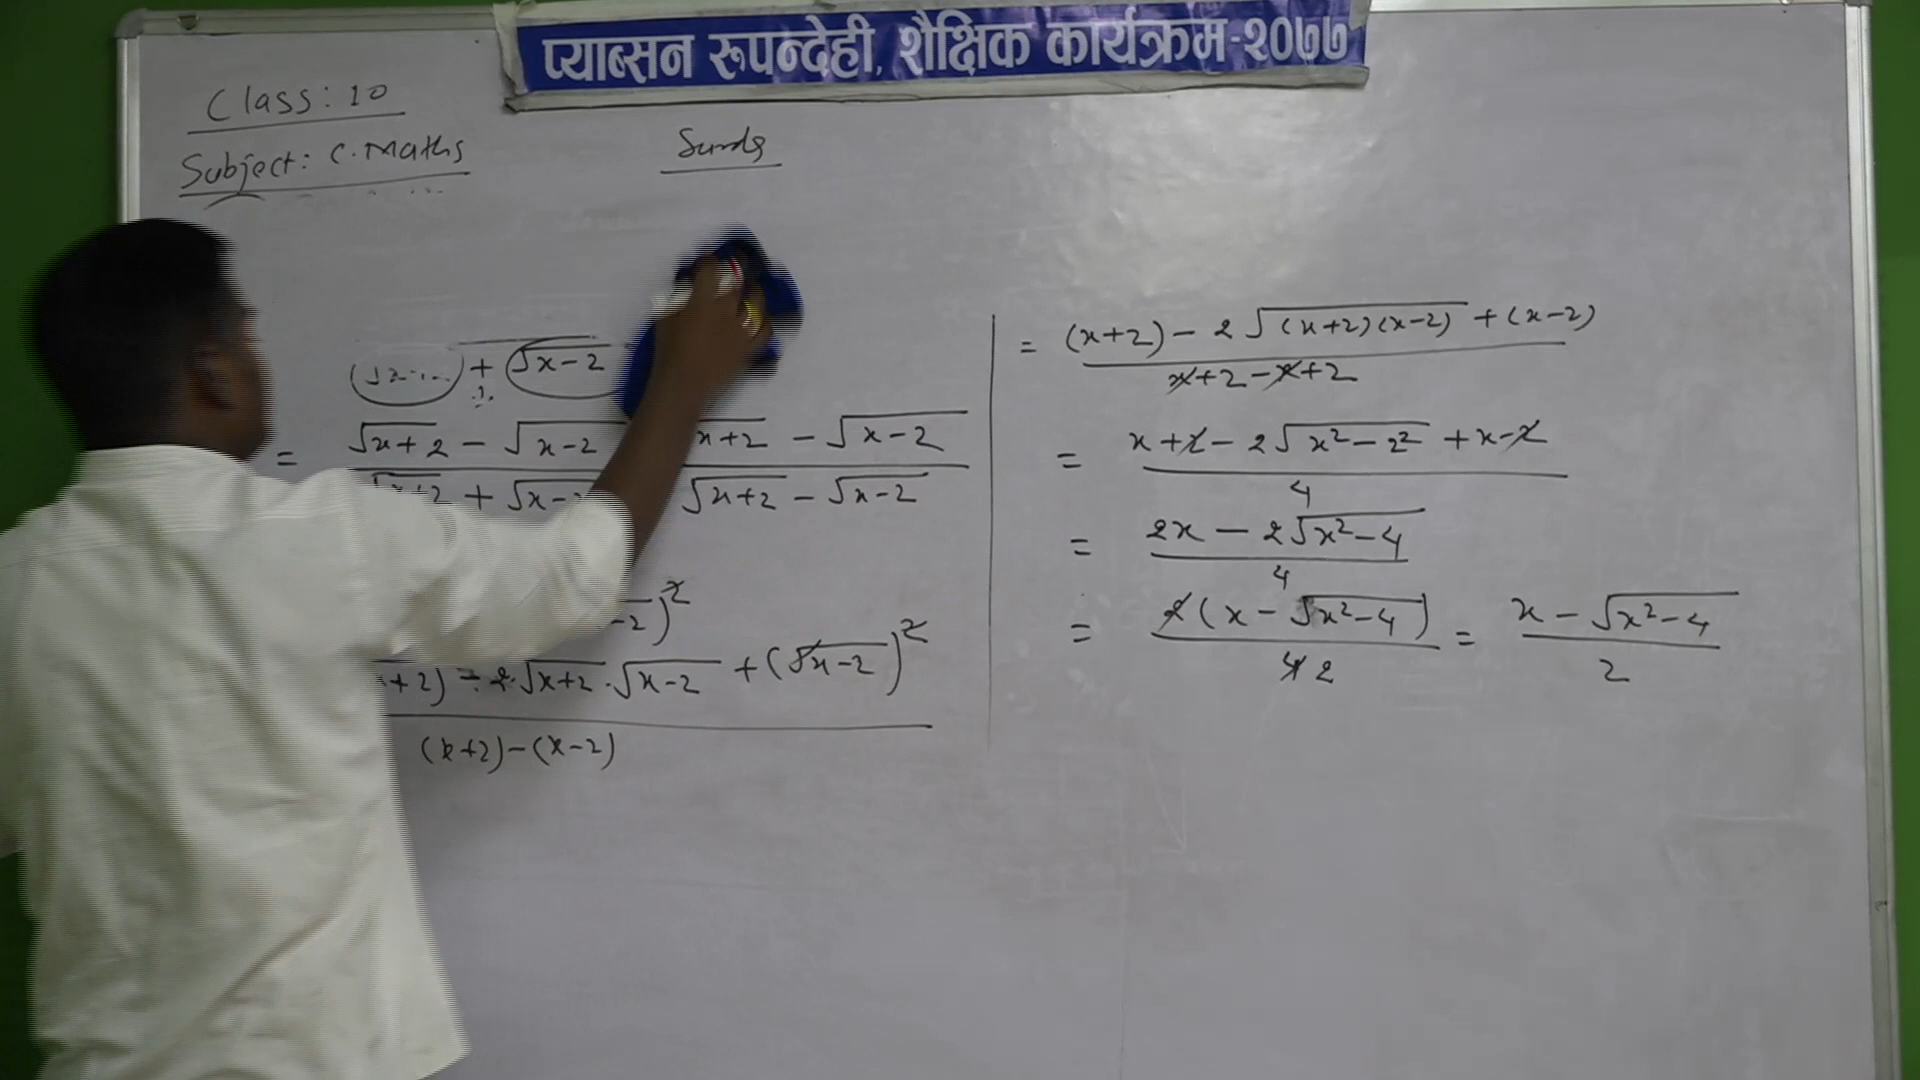 प्याब्सन रूपन्देही, शैक्षिक कार्यक्रम-२०७७
Class: 10
Subject: C. Maths
Surds
+ √x-2
= √x+2 - √x-2 x+2 - √x-2
+ √x- √x+2 - √x-2
-2)²
+2) - 2.√x+2 . √x-2 + (√x-2)²
(x+2)-(x-2)
= (x+2) - 2√(x+2)(x-2) + (x-2)
x+2-x+2
= x+2-2√x²-2² + x-2
4
= 2x - 2√x²-4
4
= 2(x-√x²-4) = x-√x²-4
4 2 2